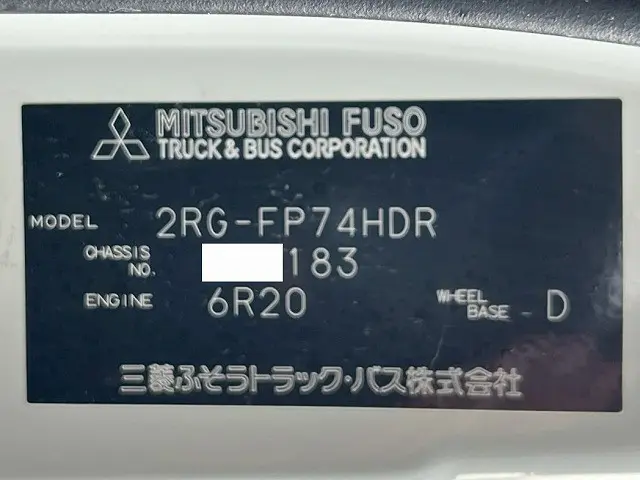 MITSUBISHI FUSO
TRUCK & BUS CORPORATION
MODEL 2RG-FP74HDR
CHASSIS NO. 183
ENGINE 6R20 WHEEL BASE - D
三菱ふそうトラック・バス株式会社